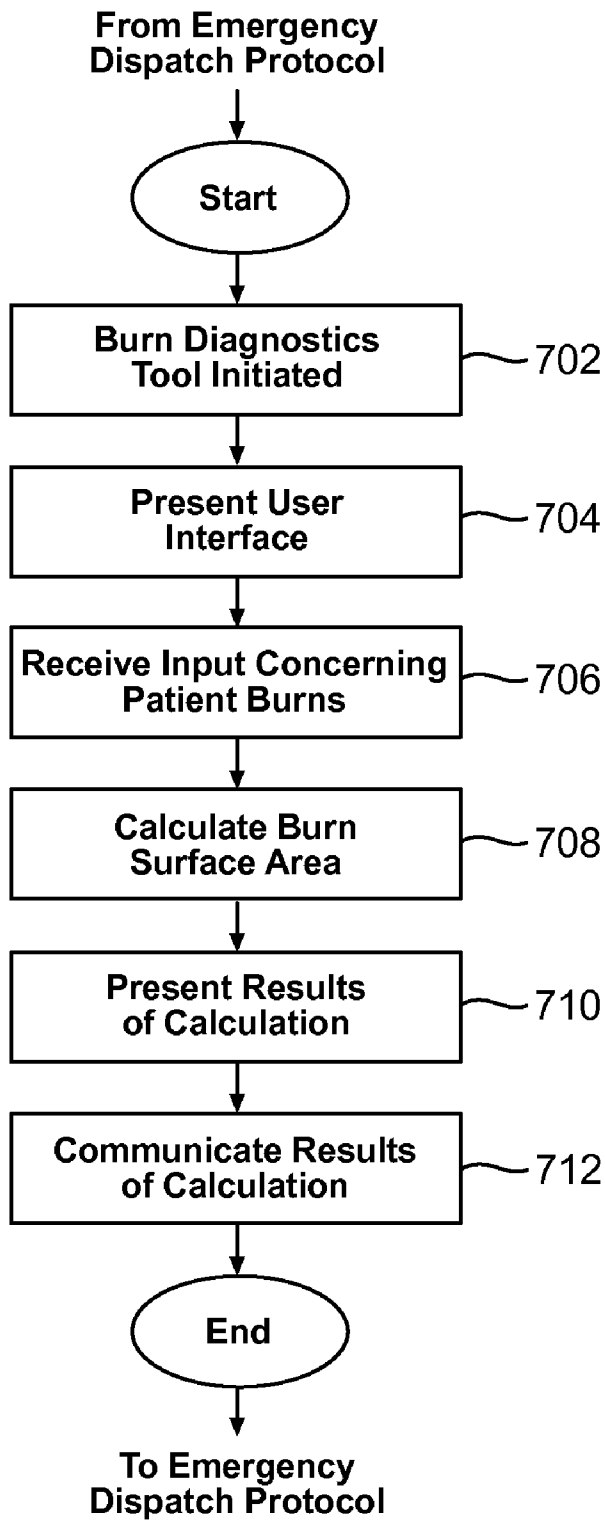 From Emergency
Dispatch Protocol
Start
Burn Diagnostics
Tool Initiated
702
Present User
Interface
704
Receive Input Concerning
Patient Burns
706
Calculate Burn
Surface Area
708
Present Results
of Calculation
710
Communicate Results
of Calculation
712
End
To Emergency
Dispatch Protocol